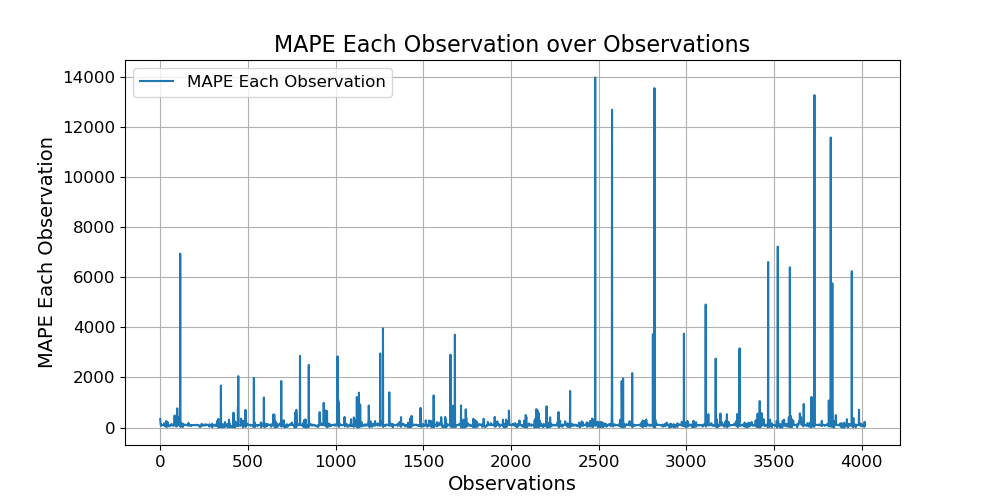 MAPE Each Observation over Observations
MAPE Each Observation
14000
12000
10000
8000
6000
4000
2000
0
MAPE Each Observation
0 500 1000 1500 2000 2500 3000 3500 4000
Observations